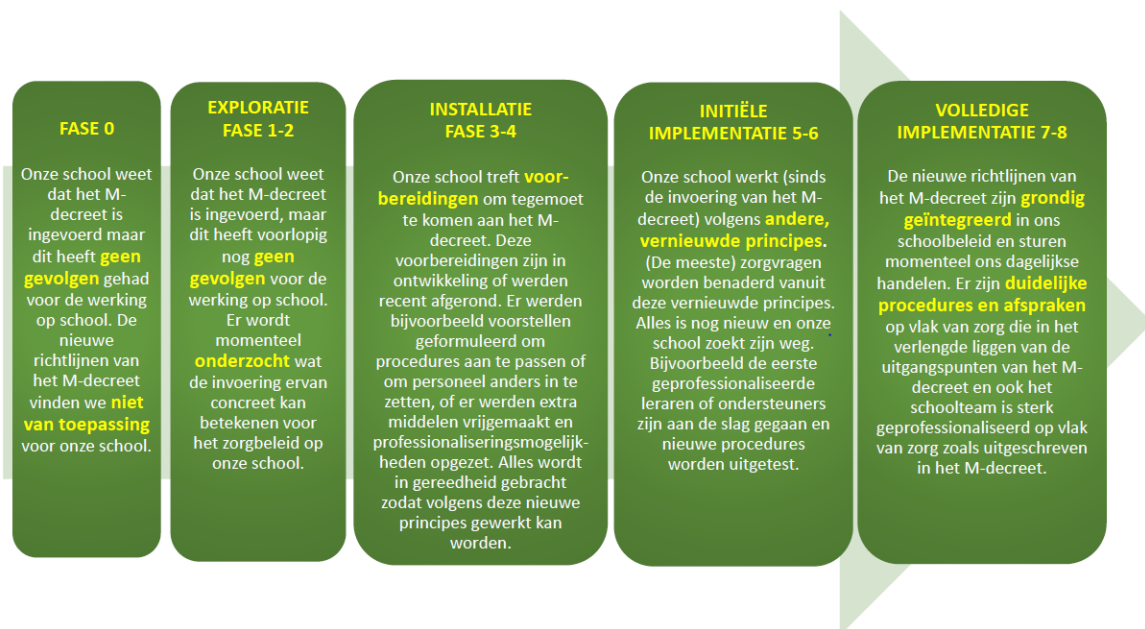 FASE 0
Onze school weet
dat het M-
decreet is
ingevoerd maar
dit heeft geen
gevolgen gehad
voor de werking
op school. De
nieuwe
richtlijnen van
het M-decreet
vinden we niet
van toepassing
voor onze school.
EXPLORATIE
FASE 1-2
Onze school weet
dat het M-decreet
is ingevoerd, maar
dit heeft voorlopig
nog geen
gevolgen voor de
werking op school.
Er wordt
momenteel
onderzocht wat
de invoering ervan
concreet kan
betekenen voor
het zorgbeleid op
onze school.
INSTALLATIE
FASE 3-4
Onze school treft voor-
bereidingen om tegemoet
te komen aan het M-
decreet. Deze
voorbereidingen zijn in
ontwikkeling of werden
recent afgerond. Er werden
bijvoorbeeld voorstellen
geformuleerd om
procedures aan te passen of
om personeel anders in te
zetten, of er werden extra
middelen vrijgemaakt en
professionaliseringsmogelijk-
heden opgezet. Alles wordt
in gereedheid gebracht
zodat volgens deze nieuwe
principes gewerkt kan
worden.
INITIËLE
IMPLEMENTATIE 5-6
Onze school werkt (sinds
de invoering van het M-
decreet) volgens andere,
vernieuwde principes.
(De meeste) zorgvragen
worden benaderd vanuit
deze vernieuwde principes.
Alles is nog nieuw en onze
school zoekt zijn weg.
Bijvoorbeeld de eerste
geprofessionaliseerde
leraren of ondersteuners
zijn aan de slag gegaan en
nieuwe procedures
worden uitgetest.
VOLLEDIGE
IMPLEMENTATIE 7-8
De nieuwe richtlijnen van
het M-decreet zijn grondig
geïntegreerd in ons
schoolbeleid en sturen
momenteel ons dagelijkse
handelen. Er zijn duidelijke
procedures en afspraken
op vlak van zorg die in het
verlengde liggen van de
uitgangspunten van het M-
decreet en ook het
schoolteam is sterk
geprofessionaliseerd op vlak
van zorg zoals uitgeschreven
in het M-decreet.